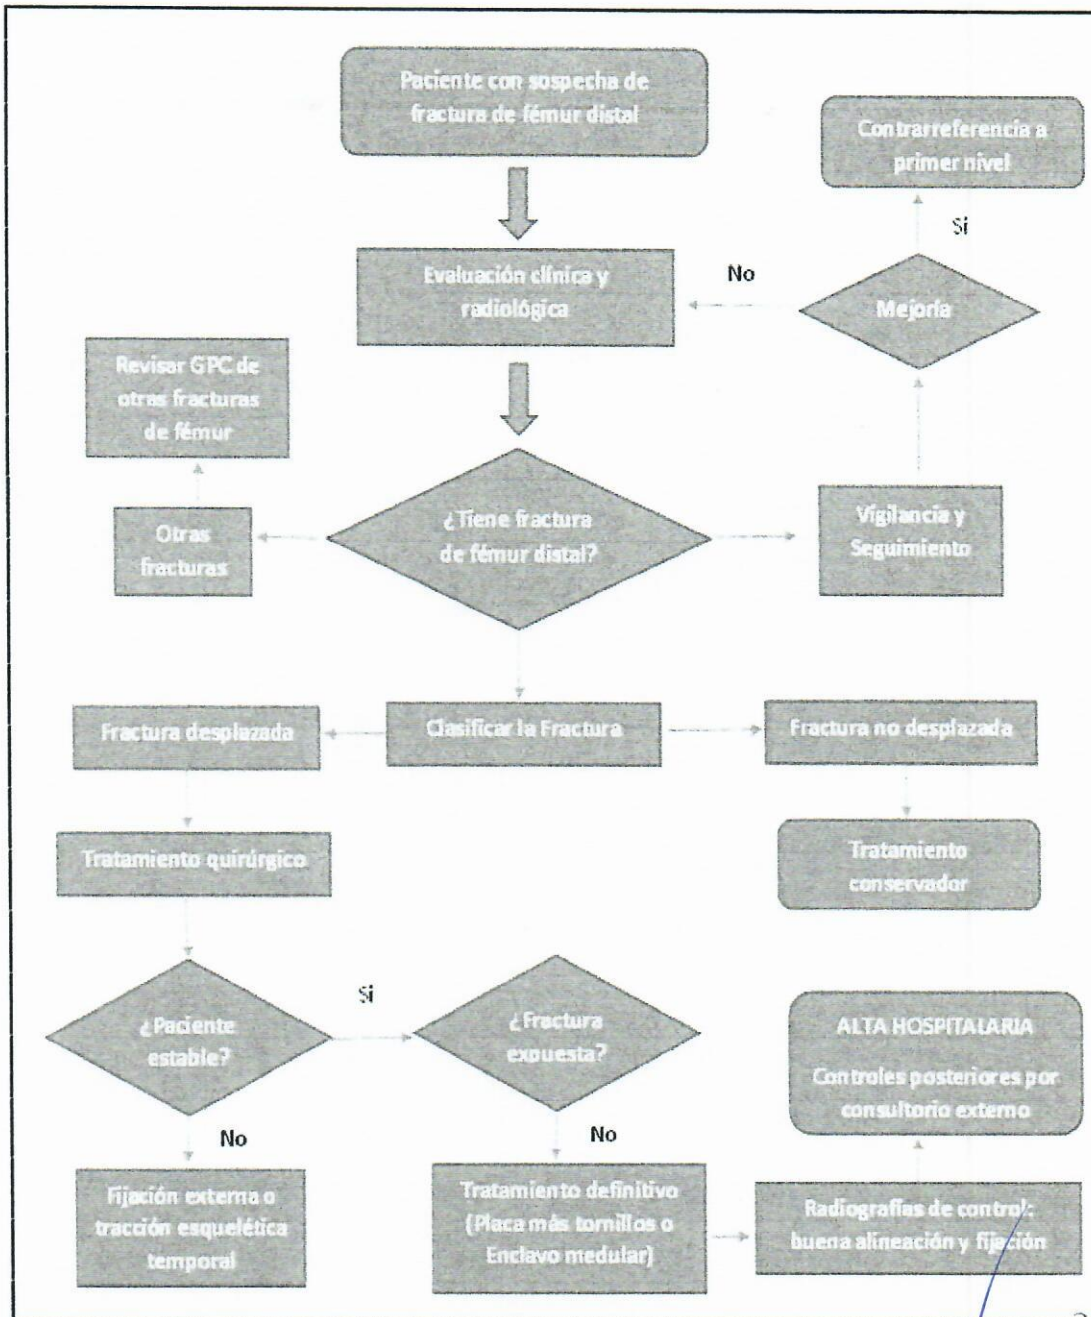 Paciente con sospecha de
fractura de fémur distal
Contrarreferencia a
primer nivel
Si
Evaluación clínica y
radiológica
No
Mejoría
Revisar GPC de
otras fracturas
de fémur
Otras
fracturas
¿Tiene fractura
de fémur distal?
Vigilancia y
Seguimiento
Fractura desplazada
Clasificar la Fractura
Fractura no desplazada
Tratamiento quirúrgico
Tratamiento
conservador
¿Paciente
estable?
Si
¿Fractura
expuesta?
ALTA HOSPITALARIA
Controles posteriores por
consultorio externo
No
No
Fijación externa o
tracción esquelética
temporal
Tratamiento definitivo
(Placa más tornillos o
Enclavo medular)
Radiografías de control:
buena alineación y fijación